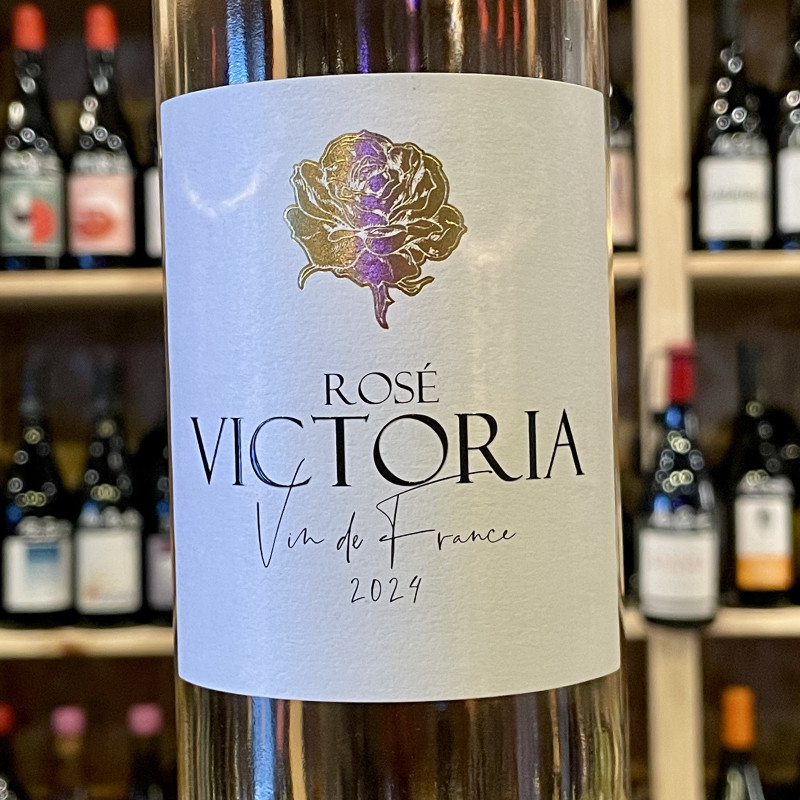 ROSÉ
VICTORIA
Vin de France
2024